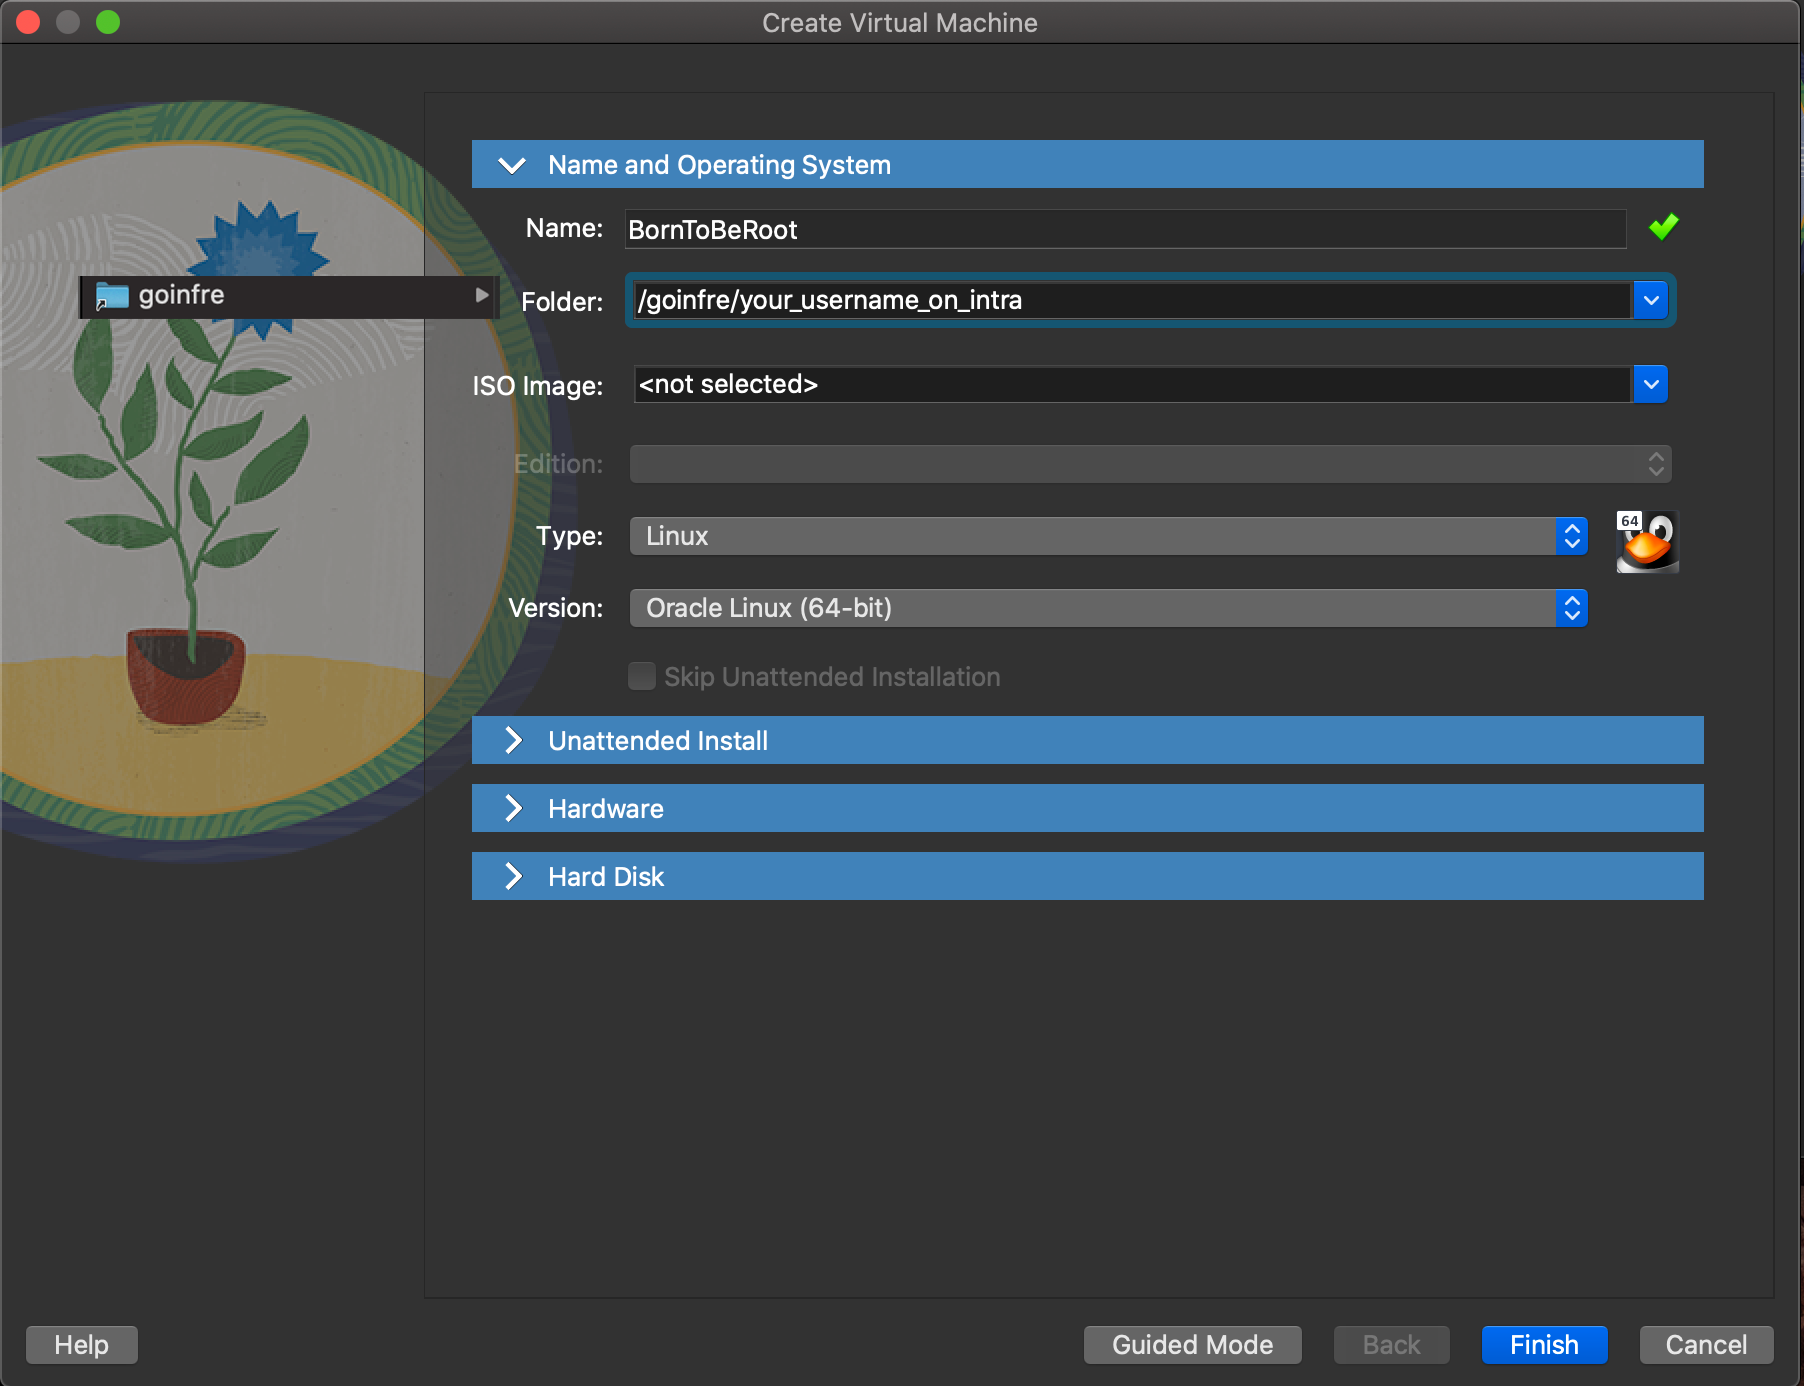 Create Virtual Machine
Name and Operating System
Name: BornToBeRoot
goinfre
Folder: /goinfre/your_username_on_intra
ISO Image: <not selected>
Edition:
Type: Linux
64
Version: Oracle Linux (64-bit)
Skip Unattended Installation
Unattended Install
Hardware
Hard Disk
Help Guided Mode Back Finish Cancel